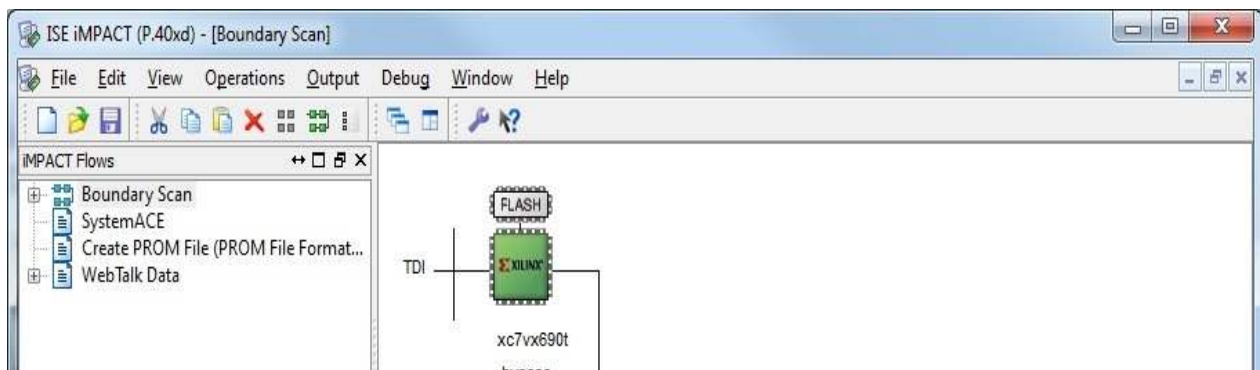 ISE iMPACT (P.40xd) - [Boundary Scan]
File Edit View Operations Output Debug Window Help
iMPACT Flows
Boundary Scan
SystemACE
Create PROM File (PROM File Format...
WebTalk Data
FLASH
TDI
XILINX
xc7vx690t